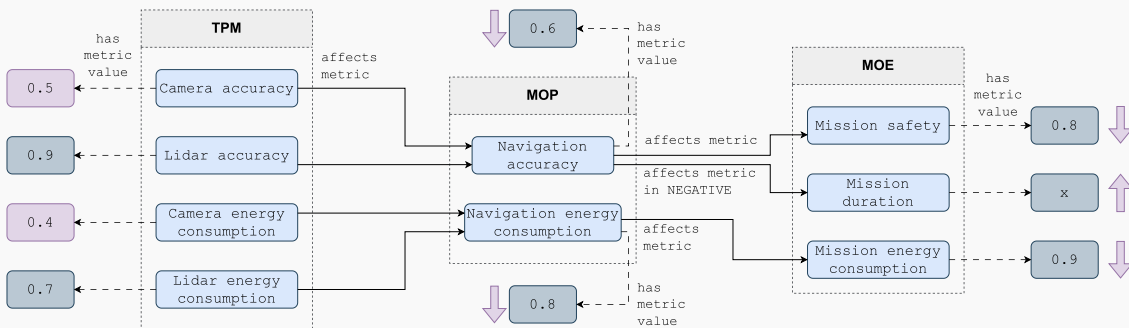 TPM
has
metric
value
0.5
Camera accuracy
affects
metric
0.9
Lidar accuracy
0.4
Camera energy
consumption
0.7
Lidar energy
consumption
0.6
has
metric
value
MOP
Navigation
accuracy
affects metric
affects metric
in NEGATIVE
Navigation energy
consumption
affects
metric
0.8
has
metric
value
MOE
has
metric
value
Mission safety
0.8
Mission
duration
x
Mission energy
consumption
0.9